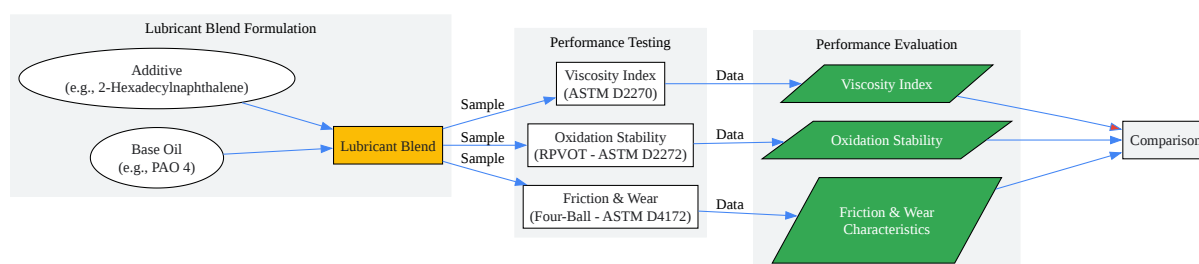 Lubricant Blend Formulation
Additive
(e.g., 2-Hexadecylnaphthalene)
Base Oil
(e.g., PAO 4)
Lubricant Blend
Sample
Sample
Sample
Performance Testing
Viscosity Index
(ASTM D2270)
Oxidation Stability
(RPVOT - ASTM D2272)
Friction & Wear
(Four-Ball - ASTM D4172)
Data
Data
Data
Performance Evaluation
Viscosity Index
Oxidation Stability
Friction & Wear
Characteristics
Comparison